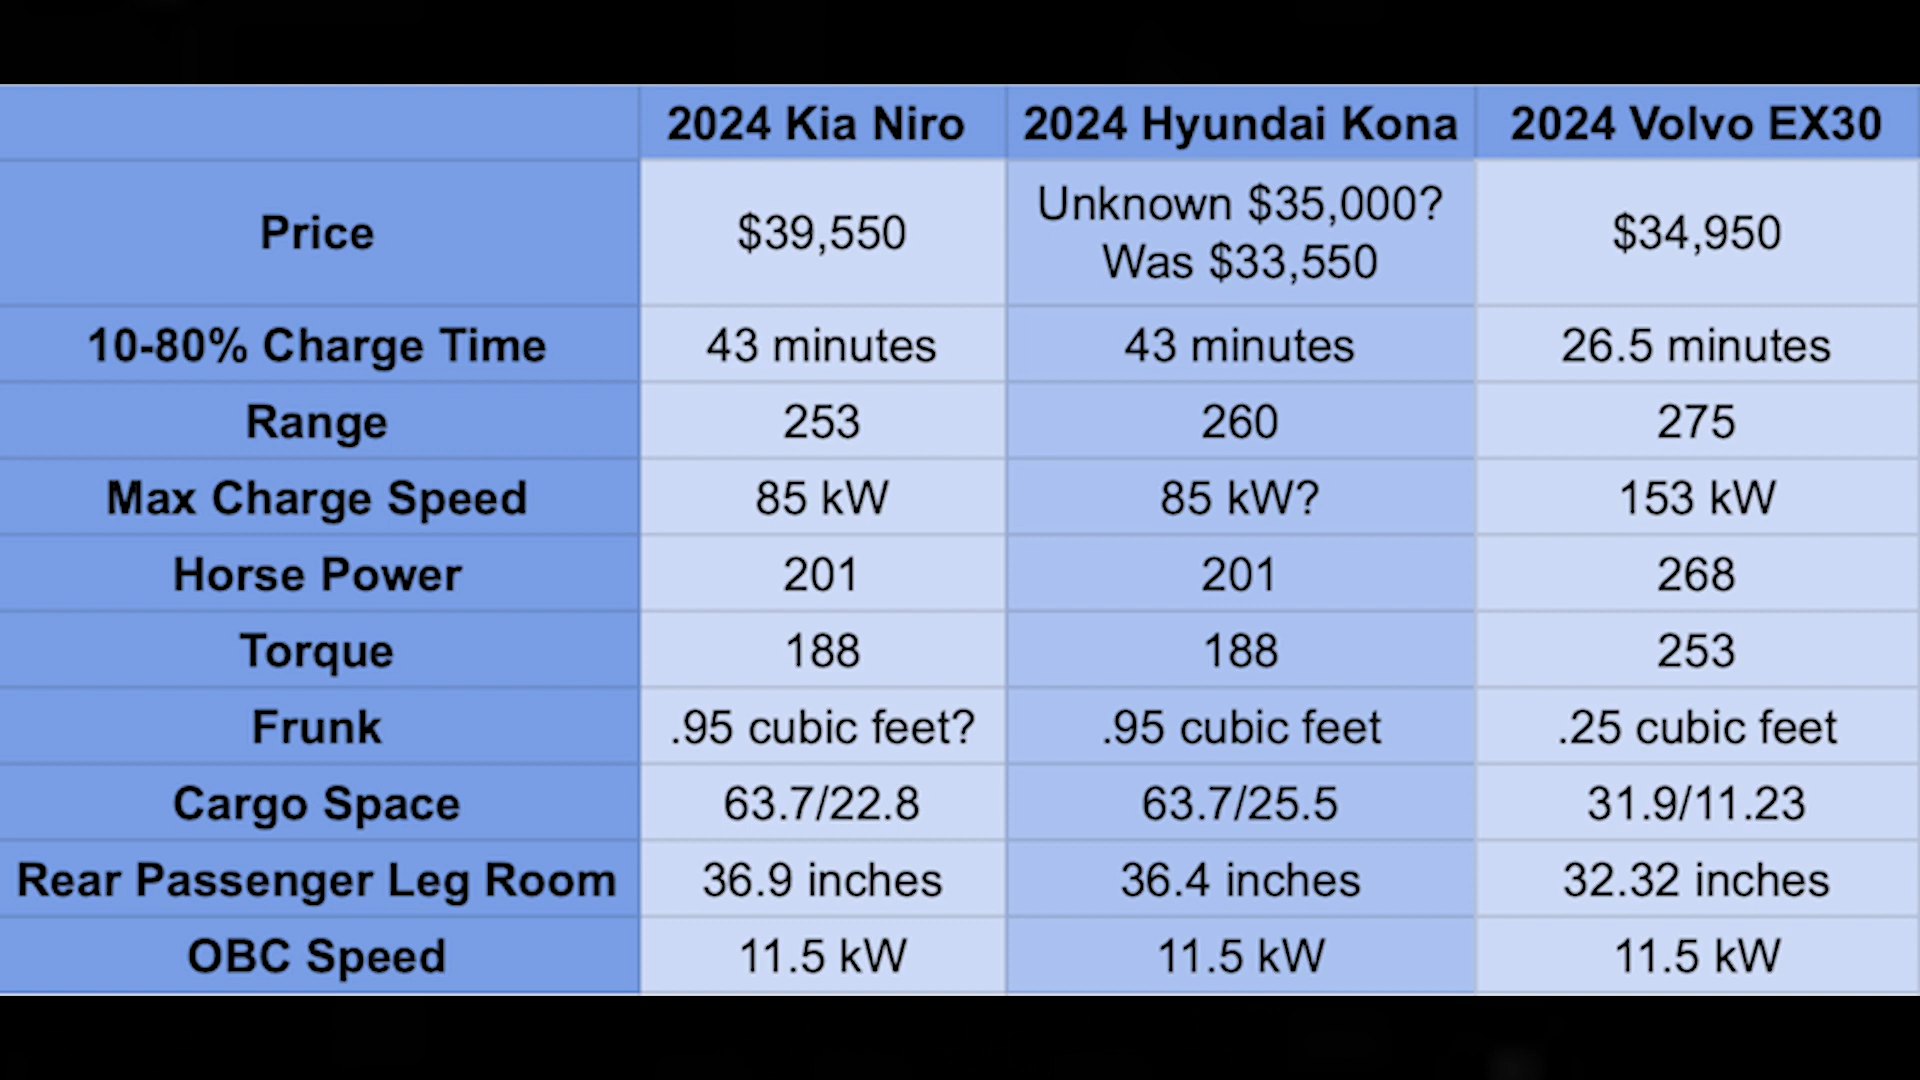 2024 Kia Niro 2024 Hyundai Kona 2024 Volvo EX30
Price $39,550 Unknown $35,000? Was $33,550 $34,950
10-80% Charge Time 43 minutes 43 minutes 26.5 minutes
Range 253 260 275
Max Charge Speed 85 kW 85 kW? 153 kW
Horse Power 201 201 268
Torque 188 188 253
Frunk .95 cubic feet? .95 cubic feet .25 cubic feet
Cargo Space 63.7/22.8 63.7/25.5 31.9/11.23
Rear Passenger Leg Room 36.9 inches 36.4 inches 32.32 inches
OBC Speed 11.5 kW 11.5 kW 11.5 kW